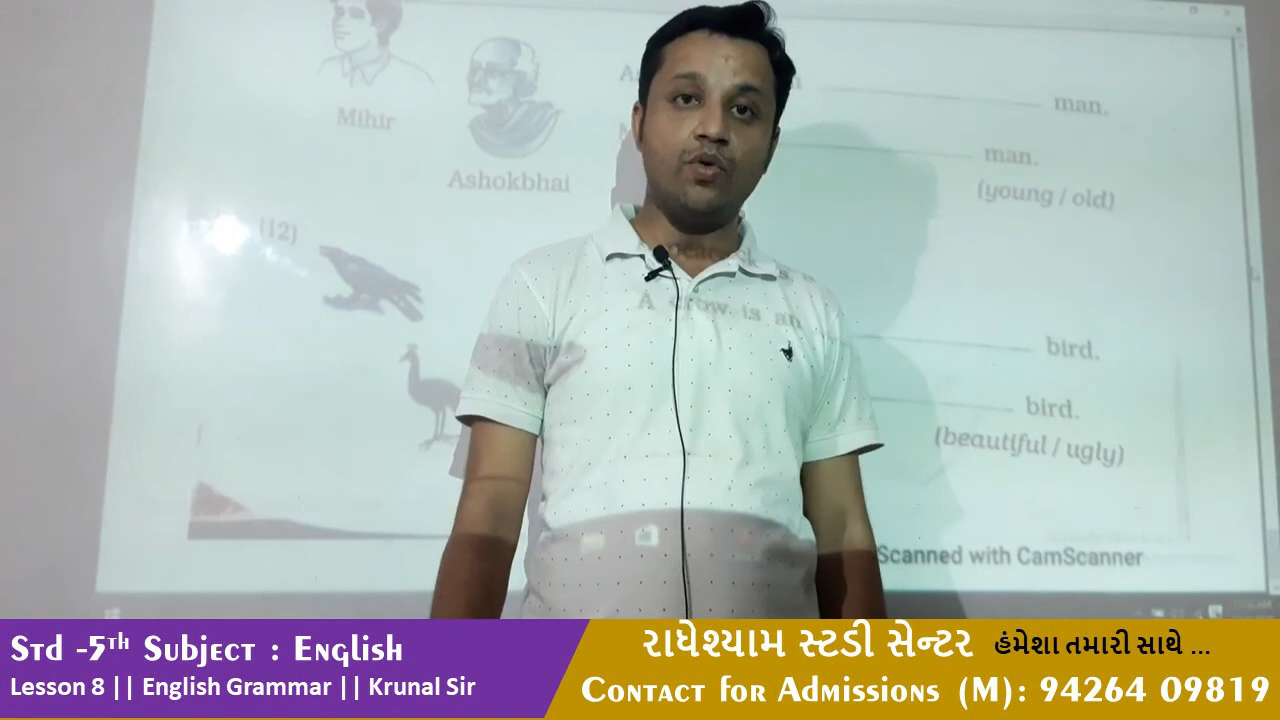 Mihir
Ashokbhai
man.
man.
(young / old)
(12)
A crow is an
bird.
bird.
(beautiful / ugly)
Scanned with CamScanner
Std -5th Subject : English
Lesson 8 || English Grammar || Krunal Sir
રાધેશ્યામ સ્ટડી સેન્ટર હંમેશા તમારી સાથે ...
Contact for Admissions (M): 94264 09819